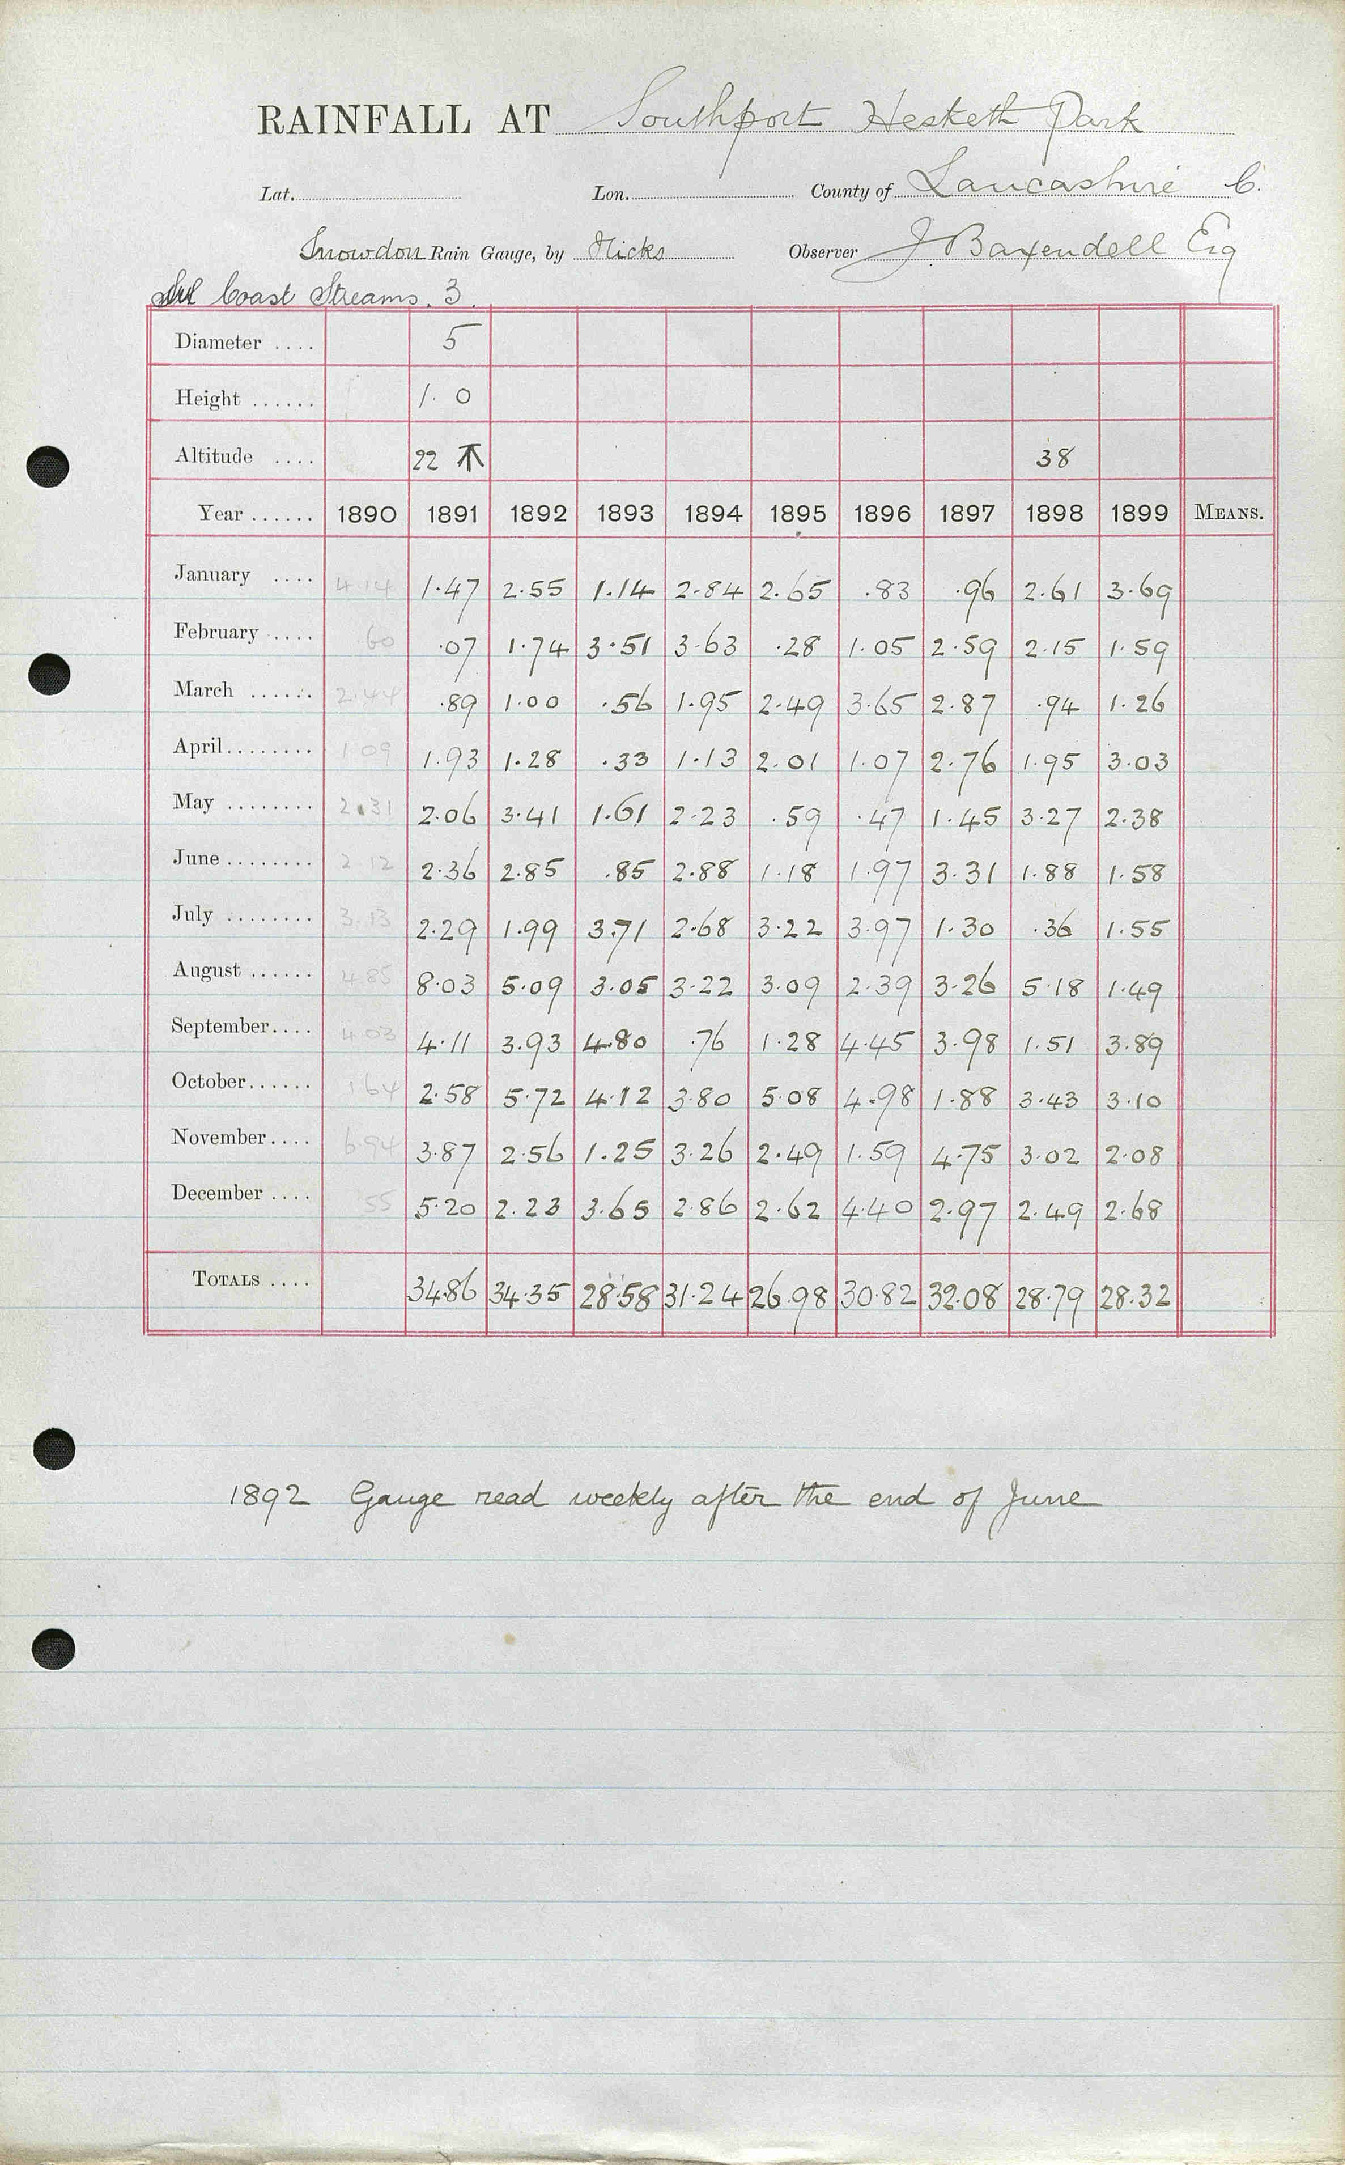 RAINFALL AT Southport Hesketh Park
Lat. Lon. County of Lancashire C.
Snowdon Rain Gauge, by Hicks Observer J. Baxendell Esq
Coast Streams. 3.
Diameter .... 5
Height ...... 1. 0
Altitude .... 22 T 38
Year ...... 1890 1891 1892 1893 1894 1895 1896 1897 1898 1899 MEANS.
January .... 4.14 1.47 2.55 1.14 2.84 2.65 .83 .96 2.61 3.69
February ..... 60 .07 1.74 3.51 3.63 .28 1.05 2.59 2.15 1.59
March ...... 2.44 .89 1.00 .56 1.95 2.49 3.65 2.87 .94 1.26
April........ 1 09 1.93 1.28 .33 1.13 2.01 1.07 2.76 1.95 3.03
May ........ 2.31 2.06 3.41 1.61 2.23 .59 .47 1.45 3.27 2.38
June ........ 2 12 2.36 2.85 .85 2.88 1.18 1.97 3.31 1.88 1.58
July ........ 3.13 2.29 1.99 3.71 2.68 3.22 3.97 1.30 .36 1.55
August ...... 4.85 8.03 5.09 3.05 3.22 3.09 2.39 3.26 5.18 1.49
September.... 4.03 4.11 3.93 4.80 .76 1.28 4.45 3.98 1.51 3.89
October...... 1 64 2.58 5.72 4.12 3.80 5.08 4.98 1.88 3.43 3.10
November.... 6.94 3.87 2.56 1.25 3.26 2.49 1.59 4.75 3.02 2.08
December .... 55 5.20 2.23 3.65 2.86 2.62 4.40 2.97 2.49 2.68
TOTALS .... 34.86 34.35 28.58 31.24 26.98 30.82 32.08 28.79 28.32
1892 Gauge read weekly after the end of June